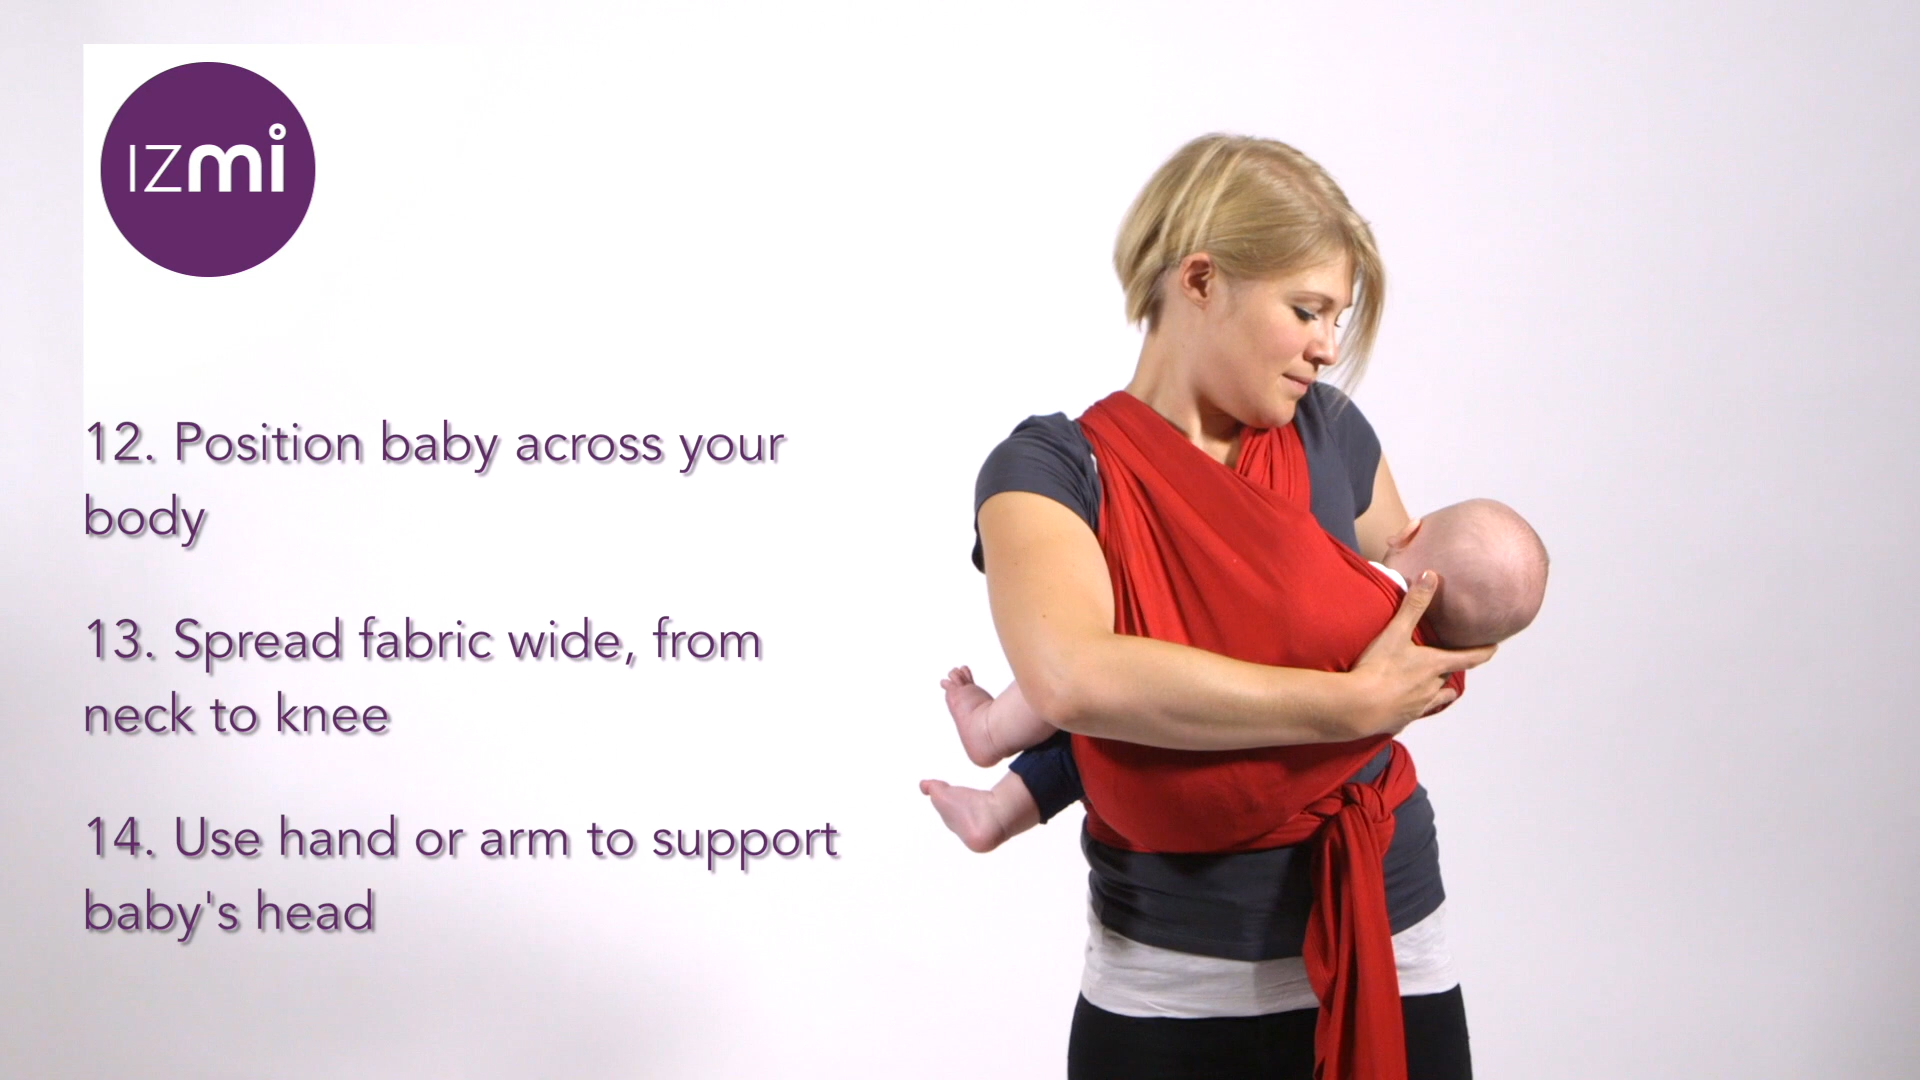 IZmi
12. Position baby across your
body
13. Spread fabric wide, from
neck to knee
14. Use hand or arm to support
baby's head